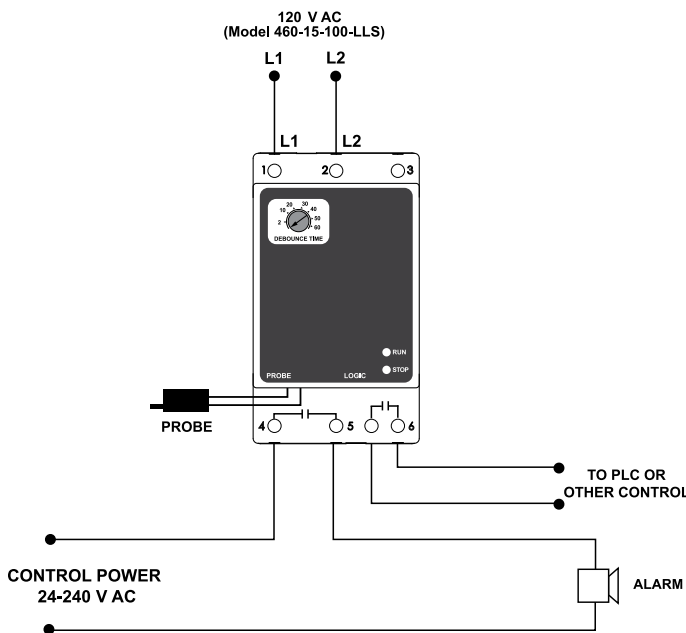 120 V AC
(Model 460-15-100-LLS)
L1 L2
L1 L2
1 2 3
20 30
10 40
2 50
60
DEBOUNCE TIME
RUN
STOP
PROBE LOGIC
PROBE
4 5 6
TO PLC OR
OTHER CONTROL
CONTROL POWER
24-240 V AC
ALARM